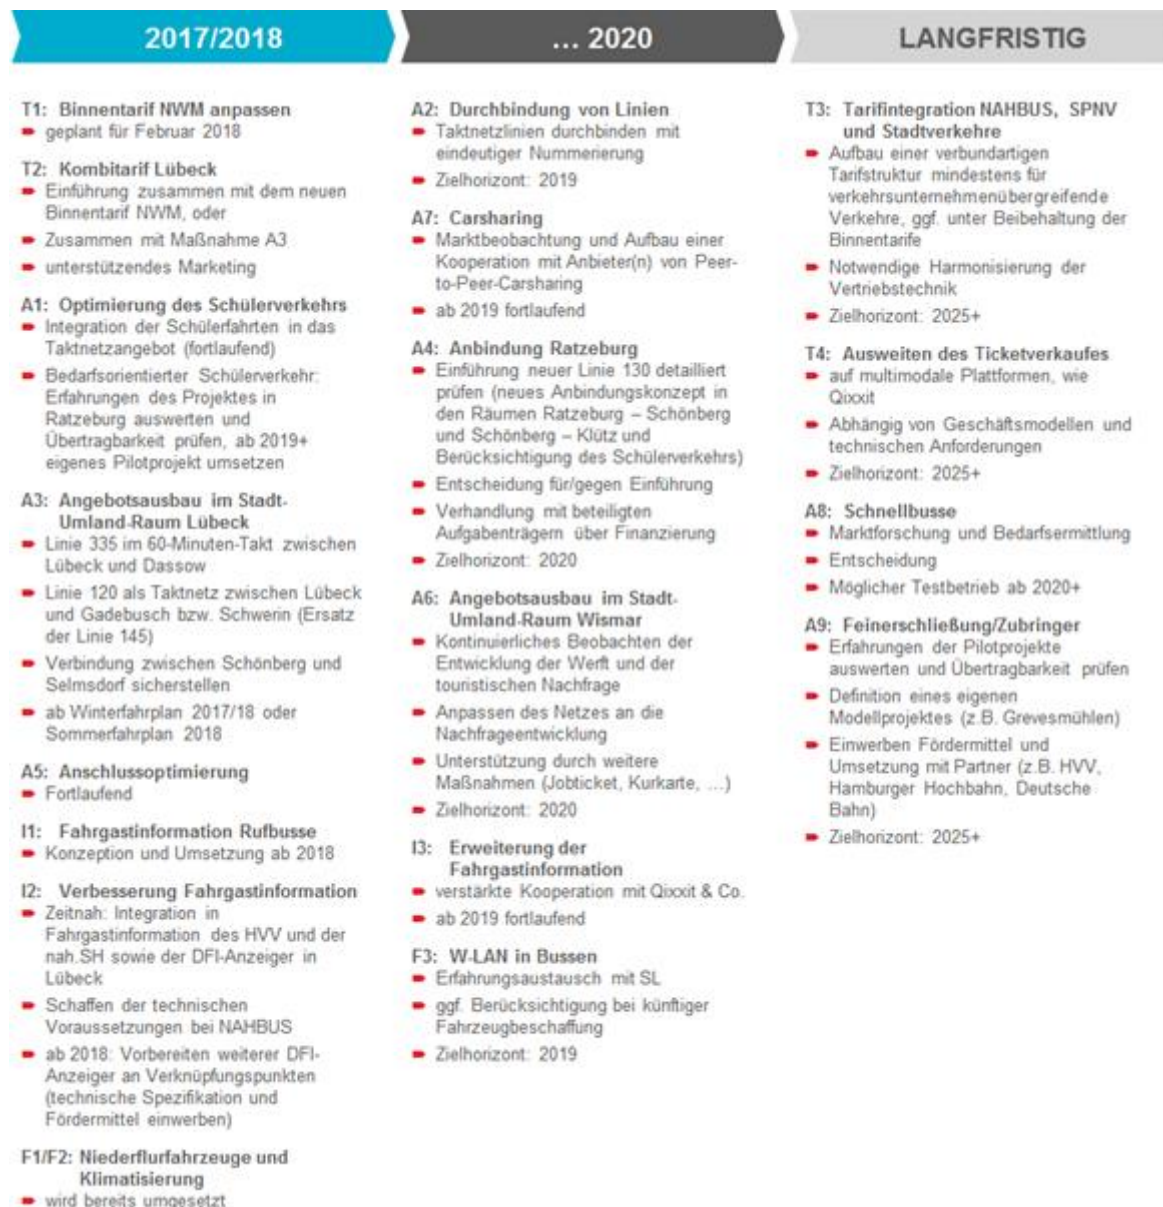 2017/2018
... 2020
LANGFRISTIG
T1: Binnentarif NWM anpassen
geplant für Februar 2018
T2: Kombitarif Lübeck
Einführung zusammen mit dem neuen
Binnentarif NWM, oder
Zusammen mit Maßnahme A3
unterstützendes Marketing
A1: Optimierung des Schülerverkehrs
Integration der Schülerfahrten in das
Taktnetzangebot (fortlaufend)
Bedarfsorientierter Schülerverkehr:
Erfahrungen des Projektes in
Ratzeburg auswerten und
Übertragbarkeit prüfen, ab 2019+
eigenes Pilotprojekt umsetzen
A3: Angebotsausbau im Stadt-
Umland-Raum Lübeck
Linie 335 im 60-Minuten-Takt zwischen
Lübeck und Dassow
Linie 120 als Taktnetz zwischen Lübeck
und Gadebusch bzw. Schwerin (Ersatz
der Linie 145)
Verbindung zwischen Schönberg und
Selmsdorf sicherstellen
ab Winterfahrplan 2017/18 oder
Sommerfahrplan 2018
A5: Anschlussoptimierung
Fortlaufend
I1: Fahrgastinformation Rufbusse
Konzeption und Umsetzung ab 2018
I2: Verbesserung Fahrgastinformation
Zeitnah: Integration in
Fahrgastinformation des HVV und der
nah.SH sowie der DFI-Anzeiger in
Lübeck
Schaffen der technischen
Voraussetzungen bei NAHBUS
ab 2018: Vorbereiten weiterer DFI-
Anzeiger an Verknüpfungspunkten
(technische Spezifikation und
Fördermittel einwerben)
F1/F2: Niederflurfahrzeuge und
Klimatisierung
wird bereits umgesetzt
A2: Durchbindung von Linien
Taktnetzlinien durchbinden mit
eindeutiger Nummerierung
Zielhorizont: 2019
A7: Carsharing
Marktbeobachtung und Aufbau einer
Kooperation mit Anbieter(n) von Peer-
to-Peer-Carsharing
ab 2019 fortlaufend
A4: Anbindung Ratzeburg
Einführung neuer Linie 130 detailliert
prüfen (neues Anbindungskonzept in
den Räumen Ratzeburg – Schönberg
und Schönberg – Klütz und
Berücksichtigung des Schülerverkehrs)
Entscheidung für/gegen Einführung
Verhandlung mit beteiligten
Aufgabenträgern über Finanzierung
Zielhorizont: 2020
A6: Angebotsausbau im Stadt-
Umland-Raum Wismar
Kontinuierliches Beobachten der
Entwicklung der Werft und der
touristischen Nachfrage
Anpassen des Netzes an die
Nachfrageentwicklung
Unterstützung durch weitere
Maßnahmen (Jobticket, Kurkarte, ...)
Zielhorizont: 2020
I3: Erweiterung der
Fahrgastinformation
verstärkte Kooperation mit Qixxit & Co.
ab 2019 fortlaufend
F3: W-LAN in Bussen
Erfahrungsaustausch mit SL
ggf. Berücksichtigung bei künftiger
Fahrzeugbeschaffung
Zielhorizont: 2019
T3: Tarifintegration NAHBUS, SPNV
und Stadtverkehre
Aufbau einer verbundartigen
Tarifstruktur mindestens für
verkehrsunternehmenübergreifende
Verkehre, ggf. unter Beibehaltung der
Binnentarife
Notwendige Harmonisierung der
Vertriebstechnik
Zielhorizont: 2025+
T4: Ausweiten des Ticketverkaufes
auf multimodale Plattformen, wie
Qixxit
Abhängig von Geschäftsmodellen und
technischen Anforderungen
Zielhorizont: 2025+
A8: Schnellbusse
Marktforschung und Bedarfsermittlung
Entscheidung
Möglicher Testbetrieb ab 2020+
A9: Feinerschließung/Zubringer
Erfahrungen der Pilotprojekte
auswerten und Übertragbarkeit prüfen
Definition eines eigenen
Modellprojektes (z.B. Grevesmühlen)
Einwerben Fördermittel und
Umsetzung mit Partner (z.B. HVV,
Hamburger Hochbahn, Deutsche
Bahn)
Zielhorizont: 2025+